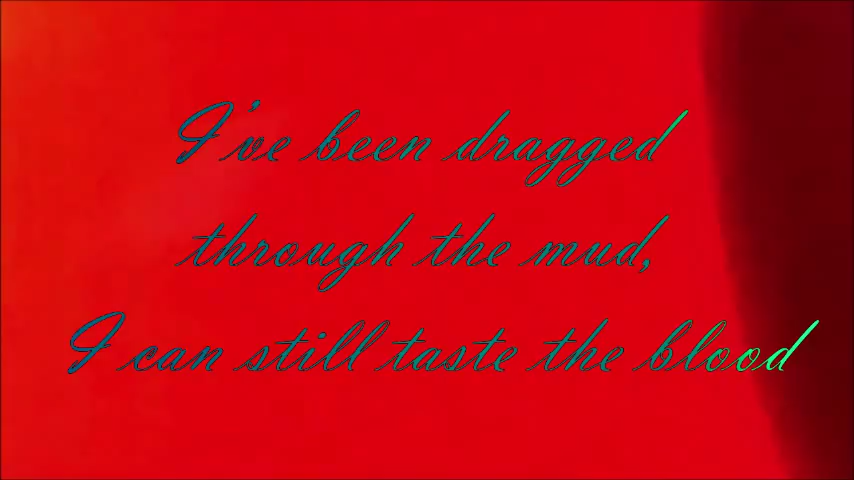 I've been dragged
through the mud,
I can still taste the blood